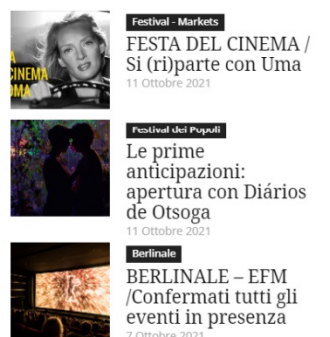 A
CINEMA
OMA
Festival - Markets
FESTA DEL CINEMA /
Si (ri)parte con Uma
11 Ottobre 2021
Festival dei Popoli
Le prime
anticipazioni:
apertura con Diários
de Otsoga
11 Ottobre 2021
Berlinale
BERLINALE – EFM
/Confermati tutti gli
eventi in presenza
7 Ottobre 2021